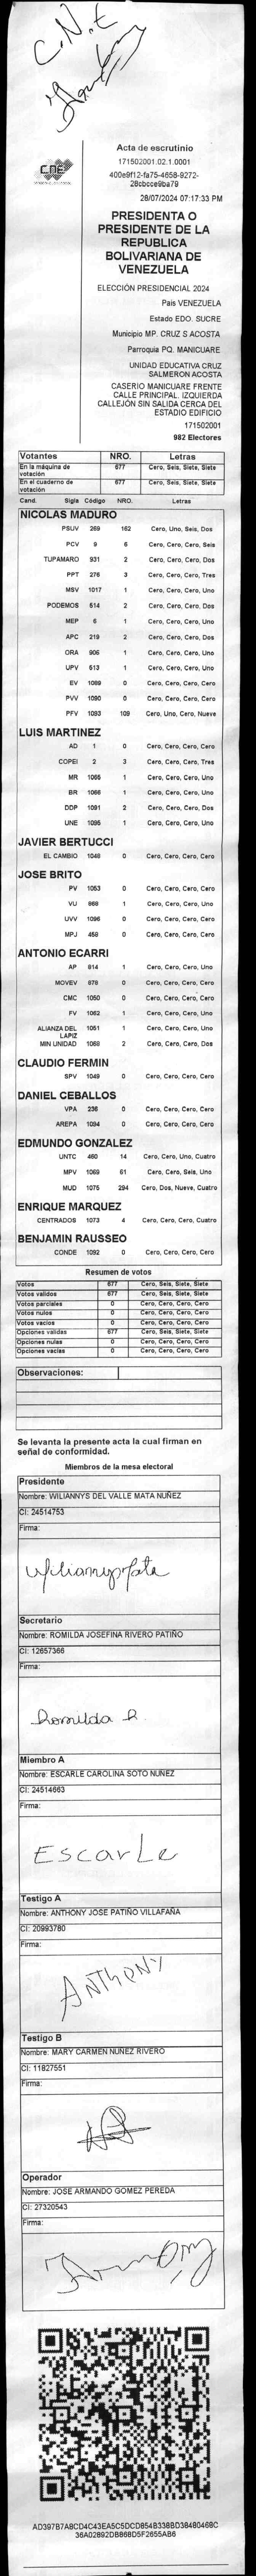 C.N.E
CNE
Acta de escrutinio
171502001.02.1.0001
400e9f12-fa75-4658-9272-
28cbcce9ba79
28/07/2024 07:17:33 PM
PRESIDENTA O
PRESIDENTE DE LA
REPUBLICA
BOLIVARIANA DE
VENEZUELA
ELECCIÓN PRESIDENCIAL 2024
Pais VENEZUELA
Estado EDO. SUCRE
Municipio MP. CRUZ S ACOSTA
Parroquia PQ. MANICUARE
UNIDAD EDUCATIVA CRUZ
SALMERON ACOSTA
CASERIO MANICUARE FRENTE
CALLE PRINCIPAL. IZQUIERDA
CALLEJÓN SIN SALIDA CERCA DEL
ESTADIO EDIFICIO
171502001
982 Electores
Votantes NRO. Letras
En la máquina de votación 677 Cero, Seis, Siete, Siete
En el cuaderno de votación 677 Cero, Seis, Siete, Siete
Cand. Sigla Código NRO. Letras
NICOLAS MADURO
PSUV 269 162 Cero, Uno, Seis, Dos
PCV 9 6 Cero, Cero, Cero, Seis
TUPAMARO 931 2 Cero, Cero, Cero, Dos
PPT 276 3 Cero, Cero, Cero, Tres
MSV 1017 1 Cero, Cero, Cero, Uno
PODEMOS 514 2 Cero, Cero, Cero, Dos
MEP 6 1 Cero, Cero, Cero, Uno
APC 219 2 Cero, Cero, Cero, Dos
ORA 906 1 Cero, Cero, Cero, Uno
UPV 513 1 Cero, Cero, Cero, Uno
EV 1089 0 Cero, Cero, Cero, Cero
PVV 1090 0 Cero, Cero, Cero, Cero
PFV 1093 109 Cero, Uno, Cero, Nueve
LUIS MARTINEZ
AD 1 0 Cero, Cero, Cero, Cero
COPEI 2 3 Cero, Cero, Cero, Tres
MR 1065 1 Cero, Cero, Cero, Uno
BR 1066 1 Cero, Cero, Cero, Uno
DDP 1091 2 Cero, Cero, Cero, Dos
UNE 1095 1 Cero, Cero, Cero, Uno
JAVIER BERTUCCI
EL CAMBIO 1048 0 Cero, Cero, Cero, Cero
JOSE BRITO
PV 1053 0 Cero, Cero, Cero, Cero
VU 868 1 Cero, Cero, Cero, Uno
UVV 1096 0 Cero, Cero, Cero, Cero
MPJ 459 0 Cero, Cero, Cero, Cero
ANTONIO ECARRI
AP 814 1 Cero, Cero, Cero, Uno
MOVEV 878 0 Cero, Cero, Cero, Cero
CMC 1050 0 Cero, Cero, Cero, Cero
FV 1062 1 Cero, Cero, Cero, Uno
ALIANZA DEL LAPIZ 1051 1 Cero, Cero, Cero, Uno
MIN UNIDAD 1068 2 Cero, Cero, Cero, Dos
CLAUDIO FERMIN
SPV 1049 0 Cero, Cero, Cero, Cero
DANIEL CEBALLOS
VPA 236 0 Cero, Cero, Cero, Cero
AREPA 1094 0 Cero, Cero, Cero, Cero
EDMUNDO GONZALEZ
UNTC 460 14 Cero, Cero, Uno, Cuatro
MPV 1069 61 Cero, Cero, Seis, Uno
MUD 1075 294 Cero, Dos, Nueve, Cuatro
ENRIQUE MARQUEZ
CENTRADOS 1073 4 Cero, Cero, Cero, Cuatro
BENJAMIN RAUSSEO
CONDE 1092 0 Cero, Cero, Cero, Cero
Resumen de votos
Votos 677 Cero, Seis, Siete, Siete
Votos validos 677 Cero, Seis, Siete, Siete
Votos parciales 0 Cero, Cero, Cero, Cero
Votos nulos 0 Cero, Cero, Cero, Cero
Votos vacios 0 Cero, Cero, Cero, Cero
Opciones validas 677 Cero, Seis, Siete, Siete
Opciones nulas 0 Cero, Cero, Cero, Cero
Opciones vacias 0 Cero, Cero, Cero, Cero
Observaciones:
Se levanta la presente acta la cual firman en
señal de conformidad.
Miembros de la mesa electoral
Presidente
Nombre: WILIANNYS DEL VALLE MATA NUÑEZ
CI: 24514753
Firma:
Secretario
Nombre: ROMILDA JOSEFINA RIVERO PATIÑO
CI: 12657366
Firma:
Romilda R
Miembro A
Nombre: ESCARLE CAROLINA SOTO NUÑEZ
CI: 24514663
Firma:
Escarle
Testigo A
Nombre: ANTHONY JOSE PATIÑO VILLAFAÑA
CI: 20993760
Firma:
ANTHONY
Testigo B
Nombre: MARY CARMEN NUÑEZ RIVERO
CI: 11827551
Firma:
Operador
Nombre: JOSE ARMANDO GOMEZ PEREDA
CI: 27320543
Firma:
AD397B7A8CD4C43EA5C5DCD854B338BD38480468C
36A02892DB868D5F2655AB6